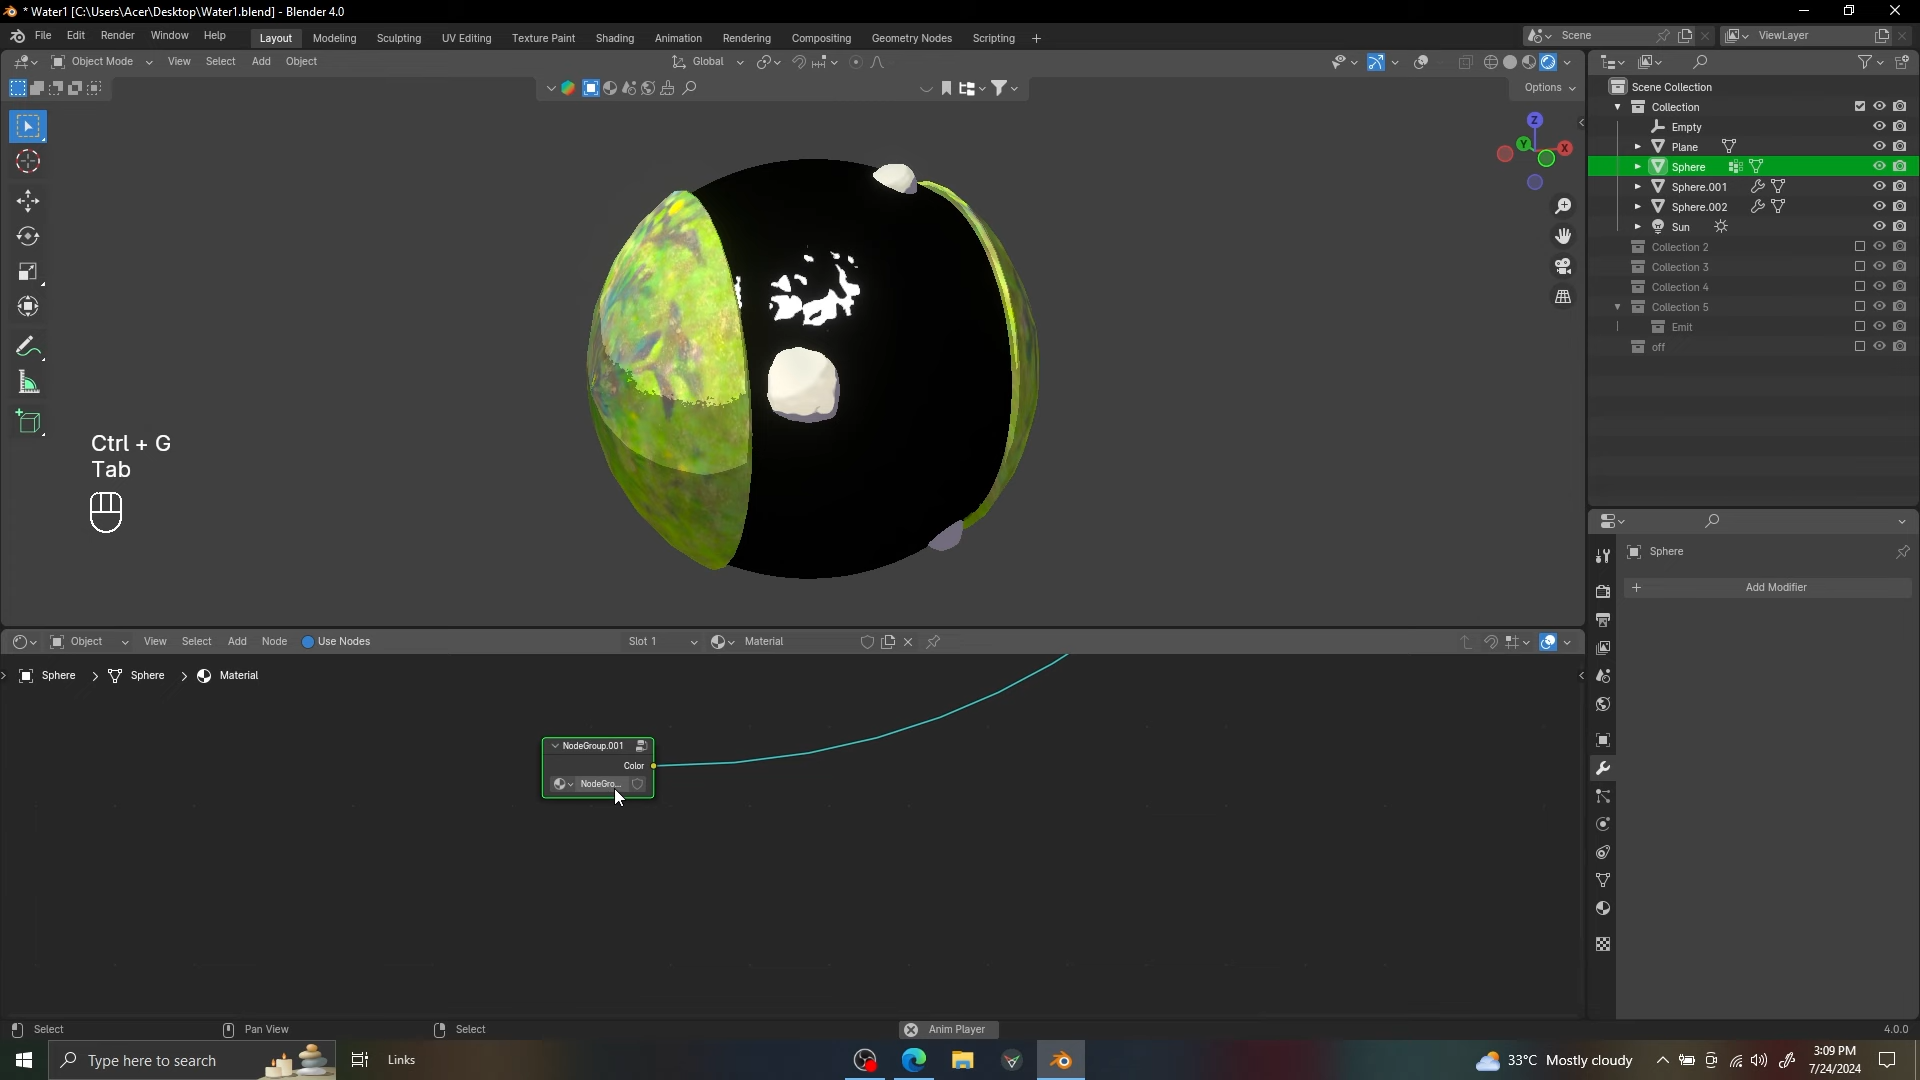 * Water1 [C:\Users\Acer\Desktop\Water1.blend] - Blender 4.0
File Edit Render Window Help
Layout Modeling Sculpting UV Editing Texture Paint Shading Animation Rendering Compositing Geometry Nodes Scripting +
Scene
ViewLayer
Object Mode View Select Add Object
Global
Options
Z
Y
X
Scene Collection
Collection
Empty
Plane
Sphere
Sphere.001
Sphere.002
Sun
Collection 2
Collection 3
Collection 4
Collection 5
Emit
off
Ctrl + G
Tab
Sphere
Add Modifier
Object View Select Add Node Use Nodes
Slot 1
Material
Sphere > Sphere > Material
NodeGroup.001
Color
NodeGro...
Select
Pan View
Select
Anim Player
4.0.0
Type here to search
Links
33°C Mostly cloudy
3:09 PM
7/24/2024